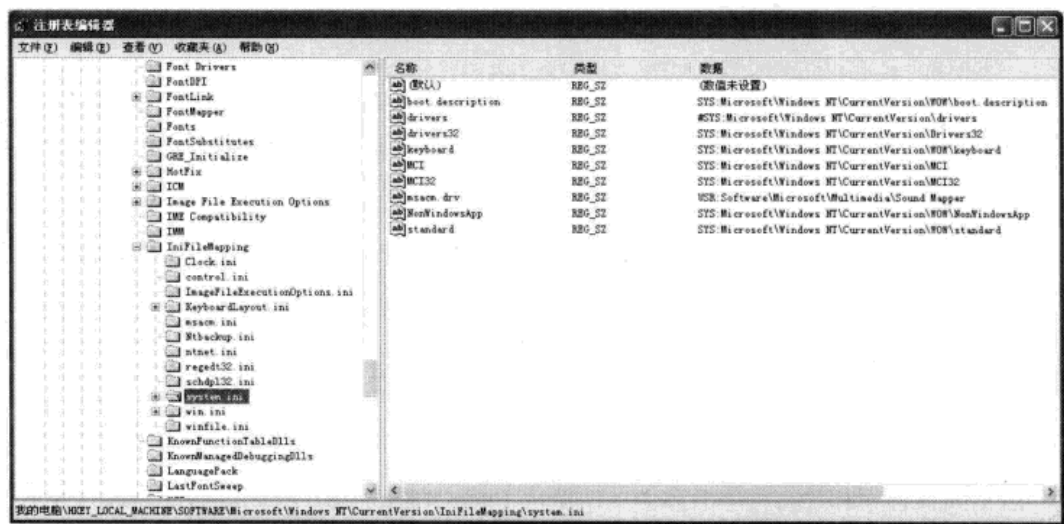 注册表编辑器
文件(F) 编辑(E) 查看(V) 收藏夹(A) 帮助(H)
Font Drivers
FontDPI
FontLink
FontMapper
Fonts
FontSubstitutes
GRE_Initialize
HotFix
ICM
Image File Execution Options
IME Compatibility
IMM
IniFileMapping
Clock.ini
control.ini
ImageFileExecutionOptions.ini
KeyboardLayout.ini
msacm.ini
Ntbackup.ini
ntnet.ini
regedt32.ini
schdpl32.ini
system.ini
win.ini
winfile.ini
KnownFunctionTableDlls
KnownManagedDebuggingDlls
LanguagePack
LastFontSweep
名称 类型 数据
(默认) REG_SZ (数值未设置)
boot.description REG_SZ SYS:Microsoft\Windows NT\CurrentVersion\WOW\boot.description
drivers REG_SZ #SYS:Microsoft\Windows NT\CurrentVersion\drivers
drivers32 REG_SZ SYS:Microsoft\Windows NT\CurrentVersion\Drivers32
keyboard REG_SZ SYS:Microsoft\Windows NT\CurrentVersion\WOW\keyboard
MCI REG_SZ SYS:Microsoft\Windows NT\CurrentVersion\MCI
MCI32 REG_SZ SYS:Microsoft\Windows NT\CurrentVersion\MCI32
msacm.drv REG_SZ USR:Software\Microsoft\Multimedia\Sound Mapper
NonWindowsApp REG_SZ SYS:Microsoft\Windows NT\CurrentVersion\WOW\NonWindowsApp
standard REG_SZ SYS:Microsoft\Windows NT\CurrentVersion\WOW\standard
我的电脑\HKEY_LOCAL_MACHINE\SOFTWARE\Microsoft\Windows NT\CurrentVersion\IniFileMapping\system.ini